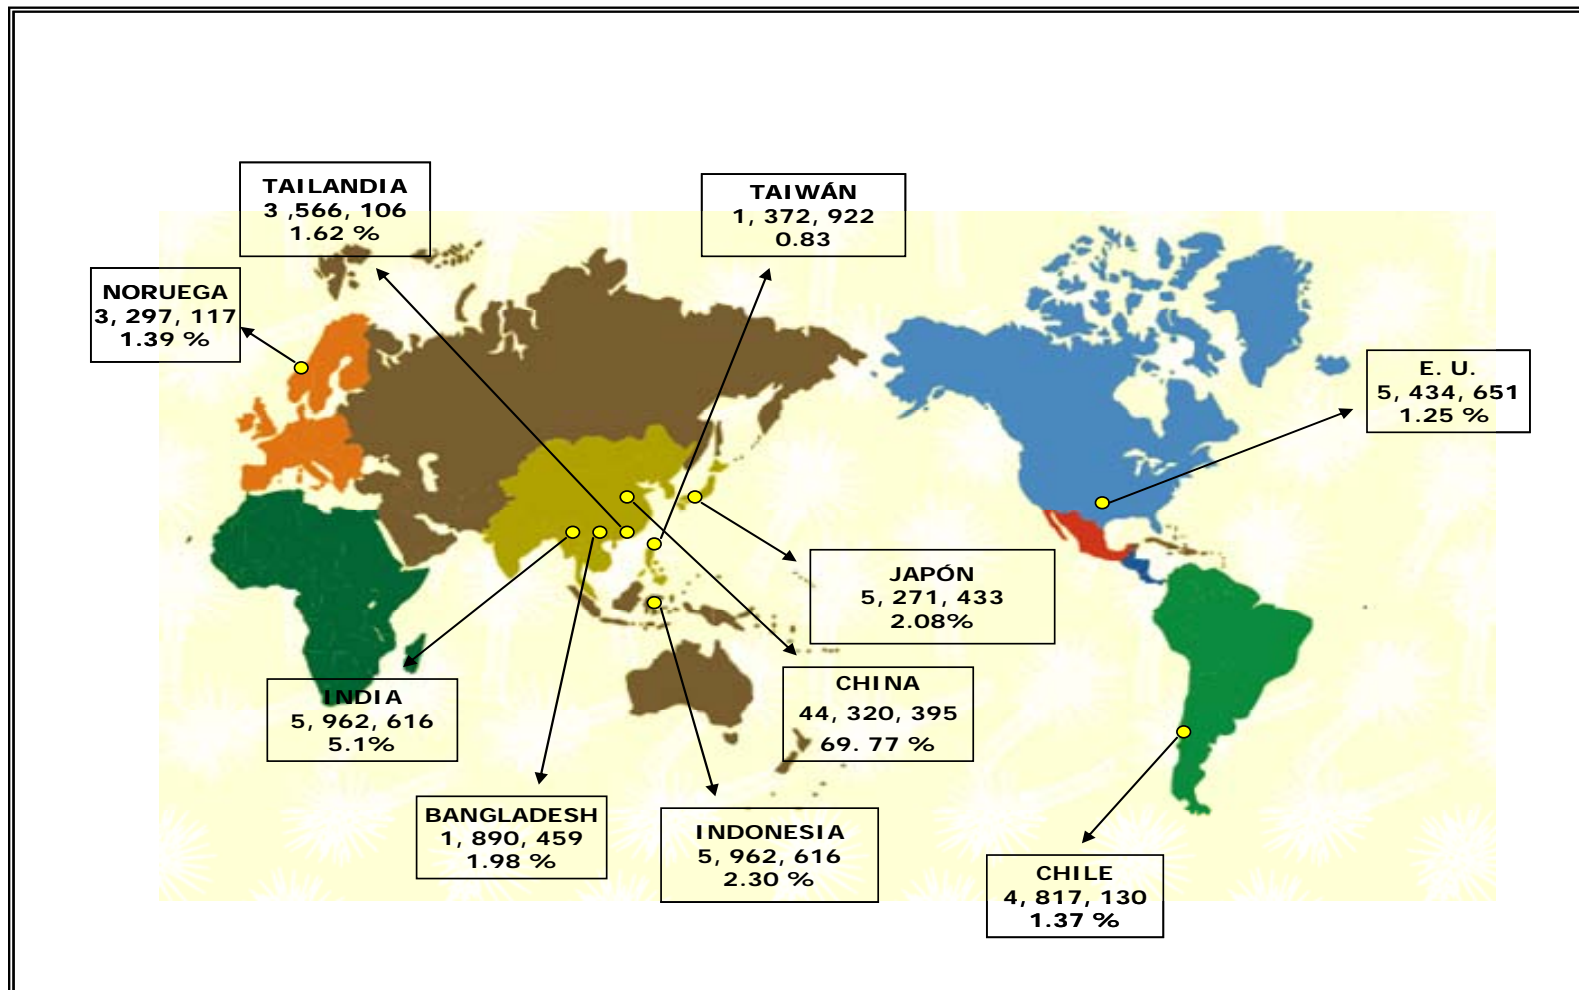 TAILANDIA
3 ,566, 106
1.62 %
TAIWÁN
1, 372, 922
0.83
NORUEGA
3, 297, 117
1.39 %
E. U.
5, 434, 651
1.25 %
JAPÓN
5, 271, 433
2.08%
CHINA
44, 320, 395
69. 77 %
INDIA
5, 962, 616
5.1%
BANGLADESH
1, 890, 459
1.98 %
INDONESIA
5, 962, 616
2.30 %
CHILE
4, 817, 130
1.37 %